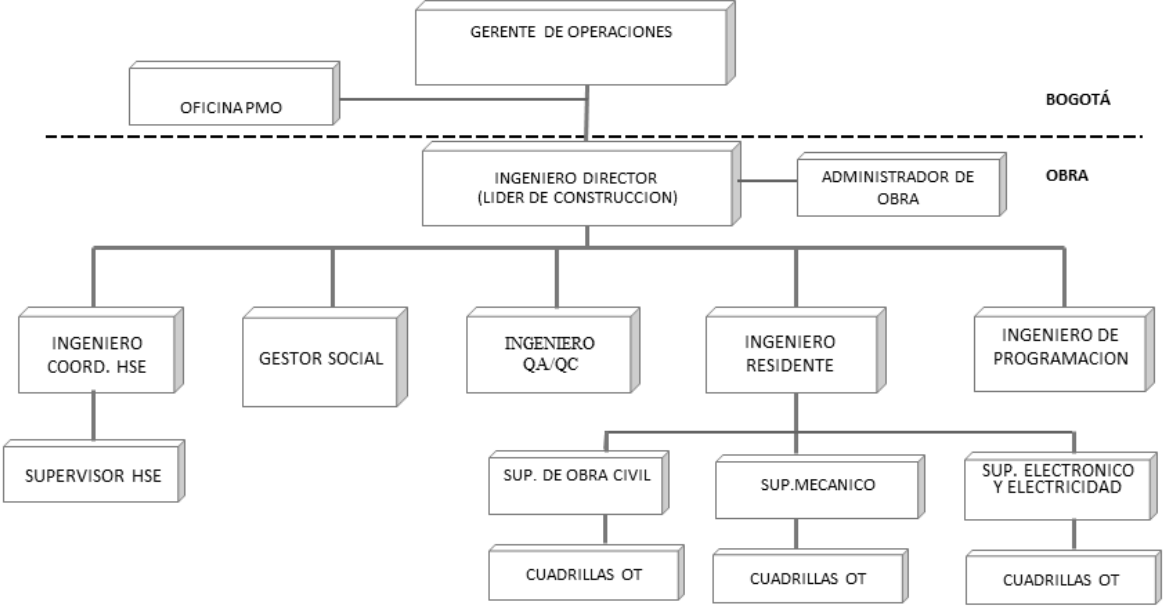 GERENTE DE OPERACIONES
OFICINA PMO
BOGOTÁ
INGENIERO DIRECTOR
(LIDER DE CONSTRUCCION)
ADMINISTRADOR DE
OBRA
OBRA
INGENIERO
COORD. HSE
GESTOR SOCIAL
INGENIERO
QA/QC
INGENIERO
RESIDENTE
INGENIERO DE
PROGRAMACION
SUPERVISOR HSE
SUP. DE OBRA CIVIL
SUP.MECANICO
SUP. ELECTRONICO
Y ELECTRICIDAD
CUADRILLAS OT
CUADRILLAS OT
CUADRILLAS OT